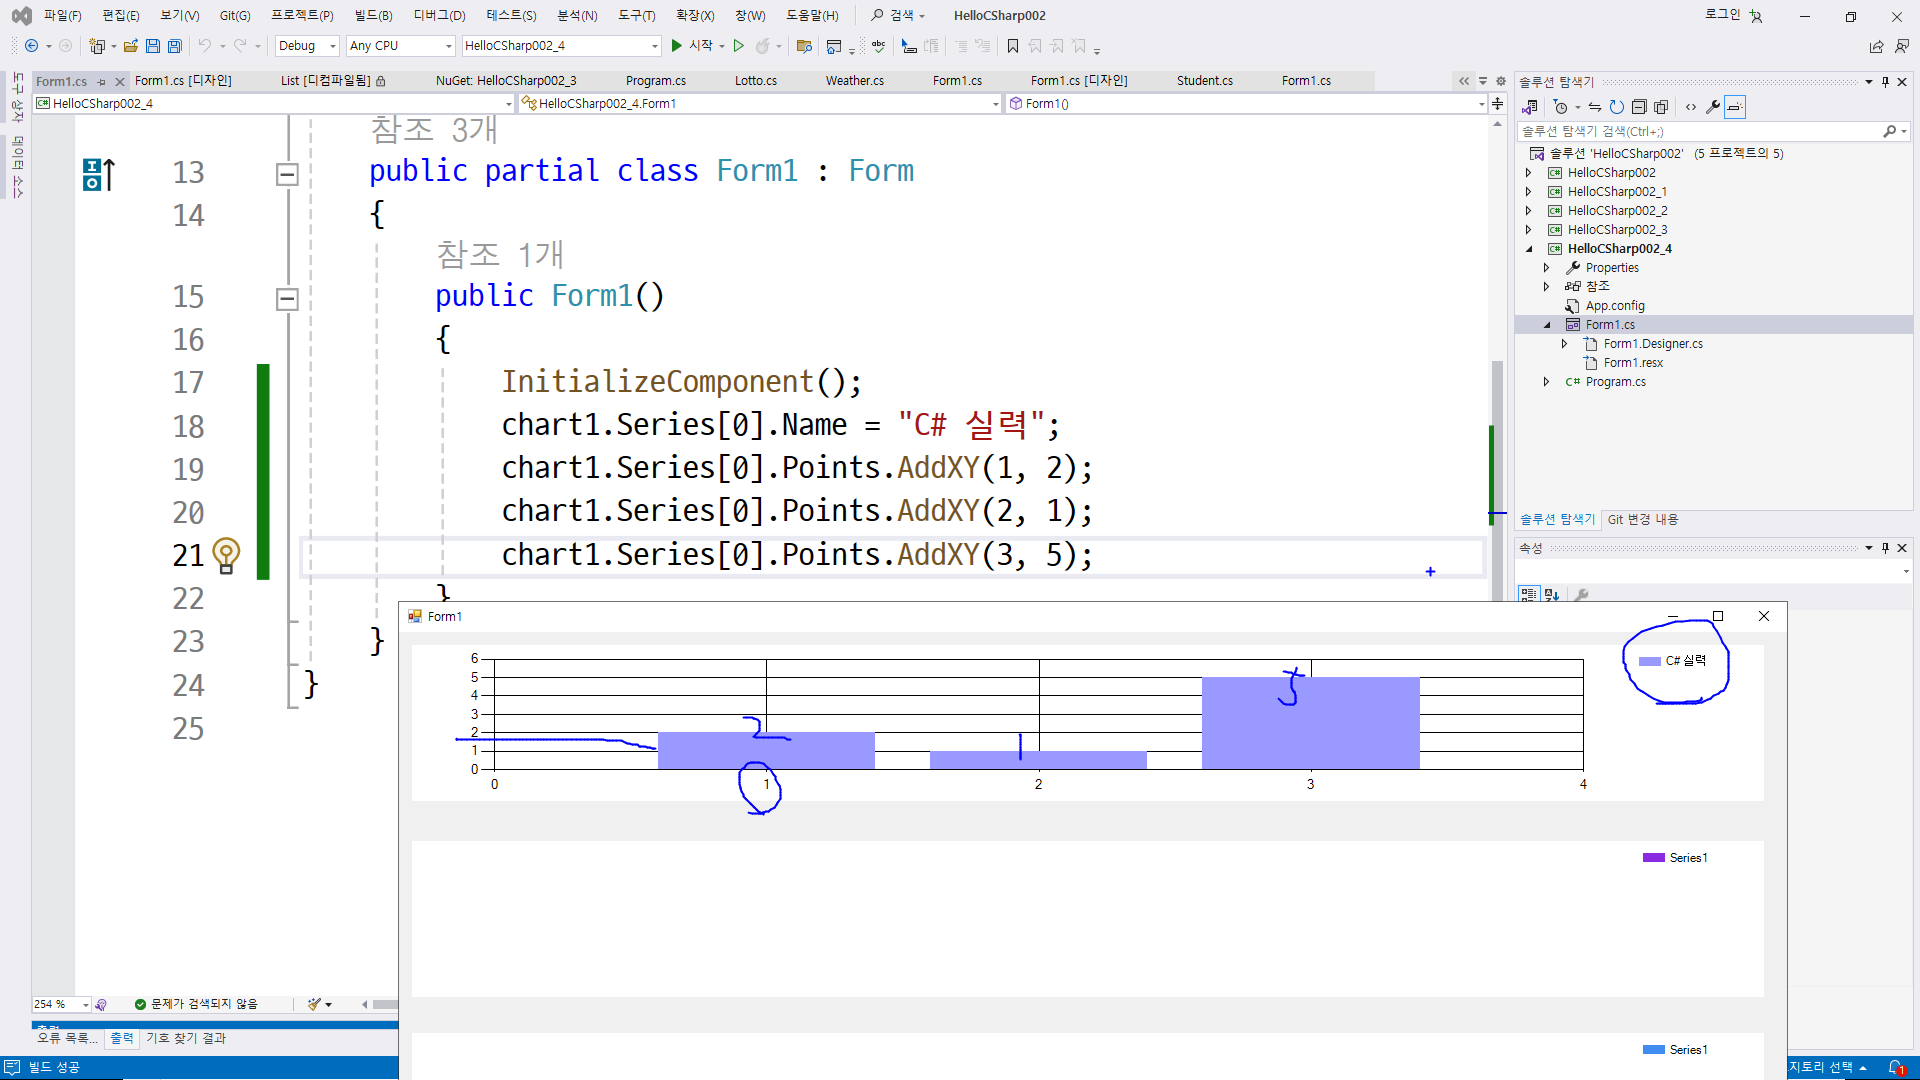 파일(F) 편집(E) 보기(V) Git(G) 프로젝트(P) 빌드(B) 디버그(D) 테스트(S) 분석(N) 도구(T) 확장(X) 창(W) 도움말(H) 검색 HelloCSharp002 로그인
Debug Any CPU HelloCSharp002_4 시작
도구 상자
데이터 소스
Form1.cs Form1.cs [디자인] List [디컴파일됨] NuGet: HelloCSharp002_3 Program.cs Lotto.cs Weather.cs Form1.cs Form1.cs [디자인] Student.cs Form1.cs
HelloCSharp002_4 HelloCSharp002_4.Form1 Form1()
참조 3개
13 public partial class Form1 : Form
14 {
참조 1개
15 public Form1()
16 {
17 InitializeComponent();
18 chart1.Series[0].Name = "C# 실력";
19 chart1.Series[0].Points.AddXY(1, 2);
20 chart1.Series[0].Points.AddXY(2, 1);
21 chart1.Series[0].Points.AddXY(3, 5);
22 }
23 }
24 }
25
254 % 문제가 검색되지 않음
출력
오류 목록... 출력 기호 찾기 결과
빌드 성공
솔루션 탐색기
솔루션 탐색기 검색(Ctrl+;)
솔루션 'HelloCSharp002' (5 프로젝트의 5)
HelloCSharp002
HelloCSharp002_1
HelloCSharp002_2
HelloCSharp002_3
HelloCSharp002_4
Properties
참조
App.config
Form1.cs
Form1.Designer.cs
Form1.resx
Program.cs
솔루션 탐색기 Git 변경 내용
속성
Form1
6
5
4
3
2
1
0
0 1 2 3 4
2 1 5
C# 실력
Series1
Series1
지토리 선택 1